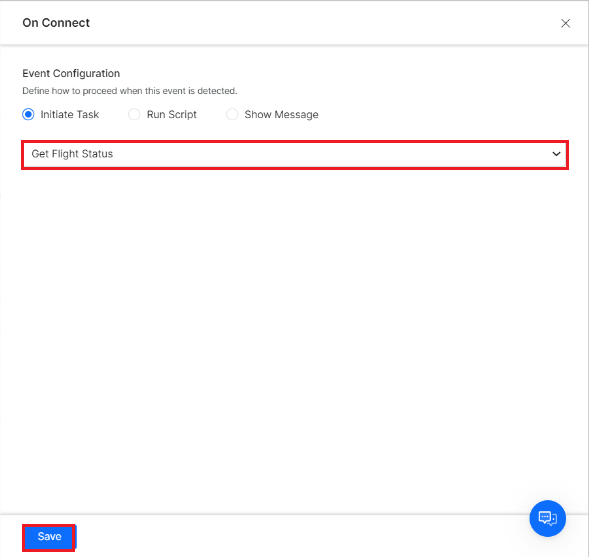 On Connect
Event Configuration
Define how to proceed when this event is detected.
Initiate Task Run Script Show Message
Get Flight Status
Save